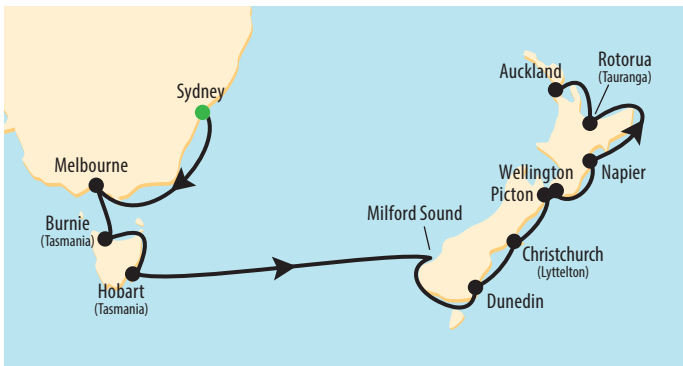 Sydney
Melbourne
Burnie
(Tasmania)
Hobart
(Tasmania)
Milford Sound
Dunedin
Christchurch
(Lyttelton)
Picton
Wellington
Napier
Rotorua
(Tauranga)
Auckland